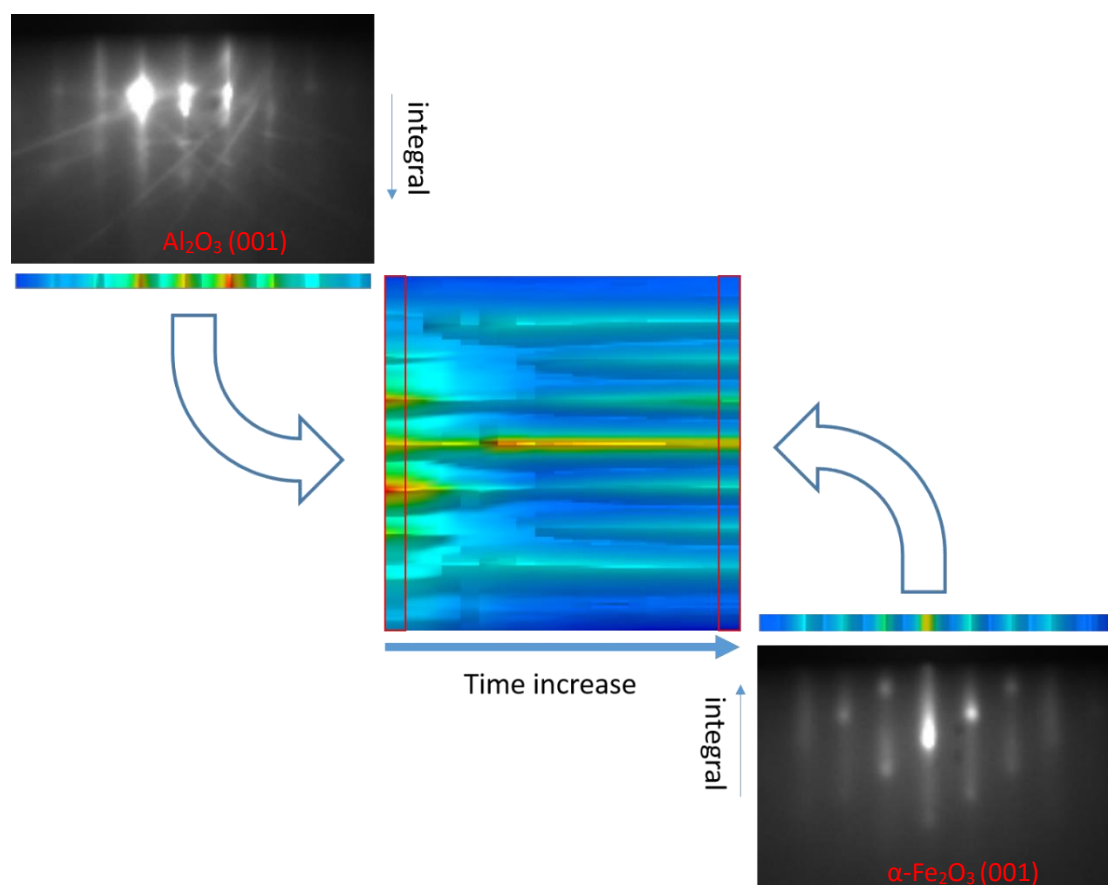 integral
Al₂O₃ (001)
Time increase
integral
α-Fe₂O₃ (001)